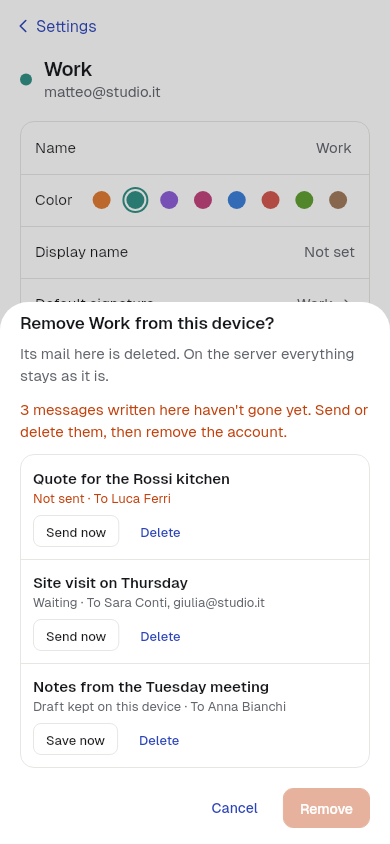 Settings
Work
matteo@studio.it
Name Work
Color
Display name Not set
Default signature Work
Remove Work from this device?
Its mail here is deleted. On the server everything
stays as it is.
3 messages written here haven't gone yet. Send or
delete them, then remove the account.
Quote for the Rossi kitchen
Not sent · To Luca Ferri
Send now Delete
Site visit on Thursday
Waiting · To Sara Conti, giulia@studio.it
Send now Delete
Notes from the Tuesday meeting
Draft kept on this device · To Anna Bianchi
Save now Delete
Cancel Remove